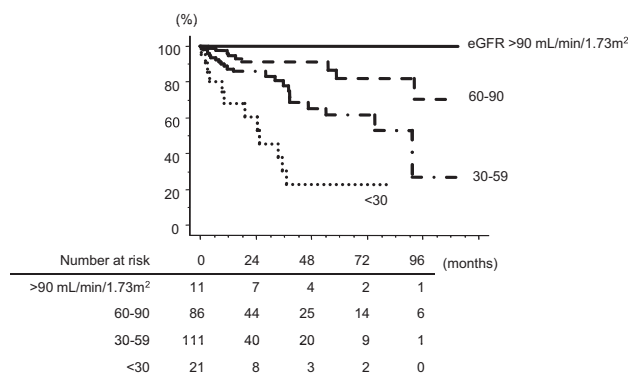 (%)
eGFR >90 mL/min/1.73m²
100
80
60
40
20
0
60-90
30-59
<30
Number at risk 0 24 48 72 96 (months)
>90 mL/min/1.73m² 11 7 4 2 1
60-90 86 44 25 14 6
30-59 111 40 20 9 1
<30 21 8 3 2 0